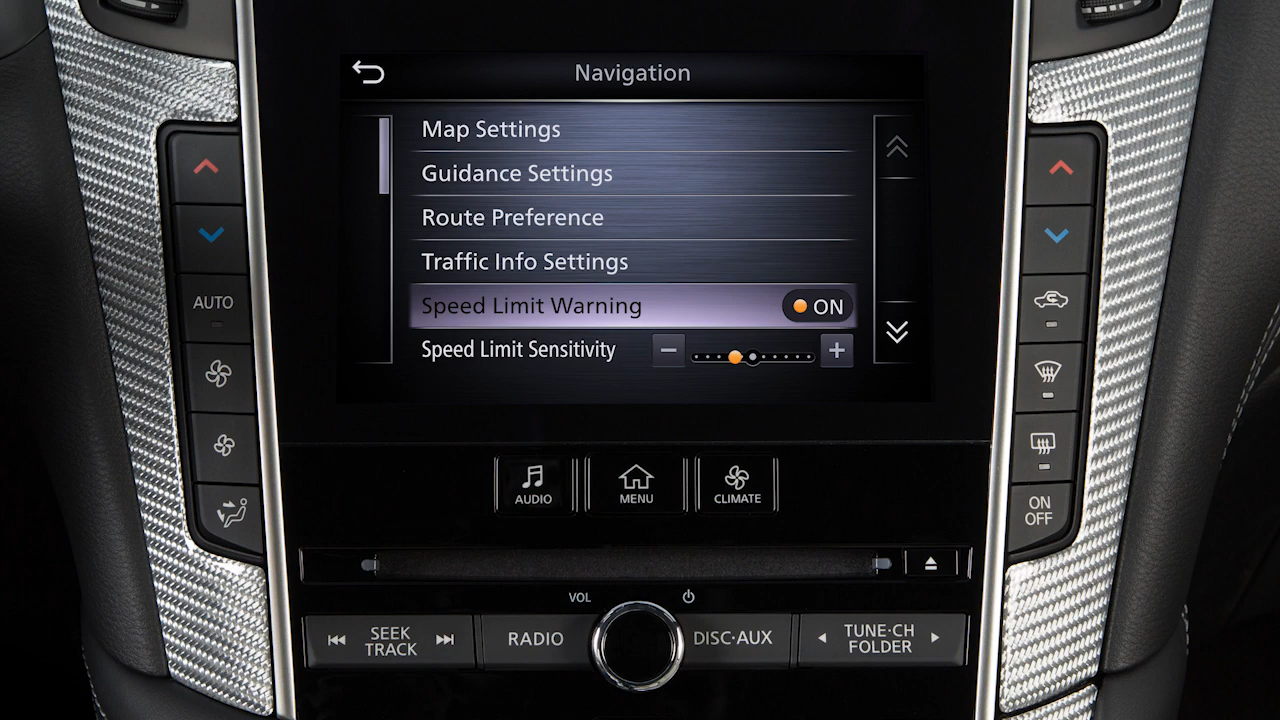 Navigation
Map Settings
Guidance Settings
Route Preference
Traffic Info Settings
Speed Limit Warning ON
Speed Limit Sensitivity
AUTO
AUDIO
MENU
CLIMATE
ON
OFF
VOL
SEEK
TRACK
RADIO
DISC·AUX
TUNE·CH
FOLDER